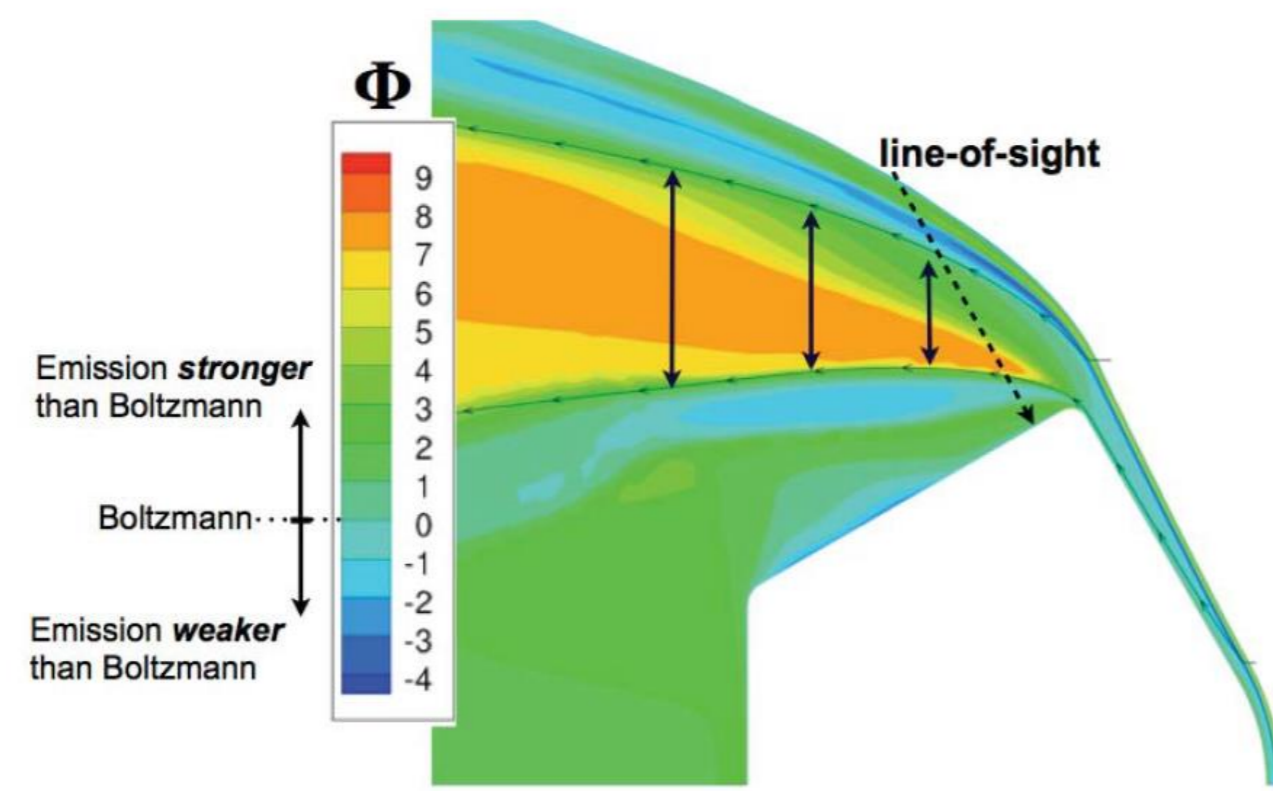 Φ
line-of-sight
9
8
7
6
5
4
3
2
1
0
-1
-2
-3
-4
Emission stronger
than Boltzmann
Boltzmann
Emission weaker
than Boltzmann